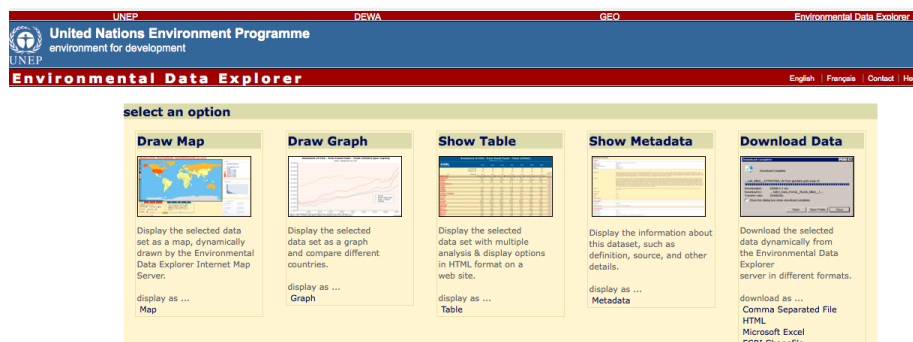 UNEP DEWA GEO Environmental Data Explorer
United Nations Environment Programme
environment for development
UNEP
Environmental Data Explorer
English | Français | Contact | He
select an option
Draw Map
Display the selected data
set as a map, dynamically
drawn by the Environmental
Data Explorer Internet Map
Server.
display as ...
Map
Draw Graph
Display the selected
data set as a graph
and compare different
countries.
display as ...
Graph
Show Table
Display the selected
data set with multiple
analysis & display options
in HTML format on a
web site.
display as ...
Table
Show Metadata
Display the information about
this dataset, such as
definition, source, and other
details.
display as ...
Metadata
Download Data
Download the selected
data dynamically from
the Environmental Data
Explorer
server in different formats.
download as ...
Comma Separated File
HTML
Microsoft Excel